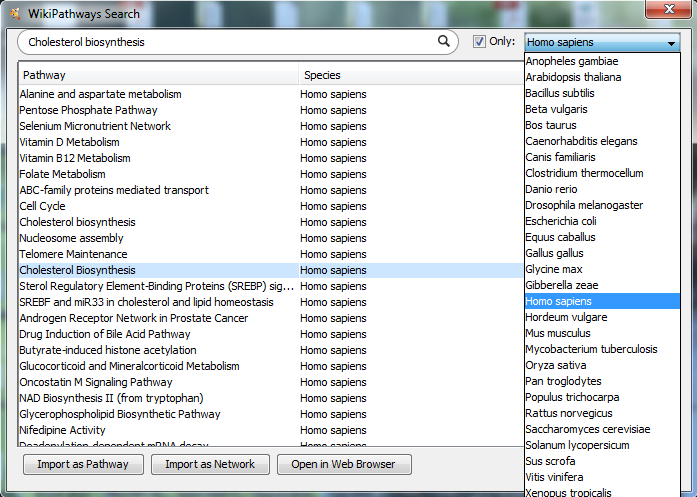 WikiPathways Search
Cholesterol biosynthesis
Only:
Homo sapiens
Pathway Species
Alanine and aspartate metabolism Homo sapiens
Pentose Phosphate Pathway Homo sapiens
Selenium Micronutrient Network Homo sapiens
Vitamin D Metabolism Homo sapiens
Vitamin B12 Metabolism Homo sapiens
Folate Metabolism Homo sapiens
ABC-family proteins mediated transport Homo sapiens
Cell Cycle Homo sapiens
Cholesterol biosynthesis Homo sapiens
Nucleosome assembly Homo sapiens
Telomere Maintenance Homo sapiens
Cholesterol Biosynthesis Homo sapiens
Sterol Regulatory Element-Binding Proteins (SREBP) sig... Homo sapiens
SREBF and miR33 in cholesterol and lipid homeostasis Homo sapiens
Androgen Receptor Network in Prostate Cancer Homo sapiens
Drug Induction of Bile Acid Pathway Homo sapiens
Butyrate-induced histone acetylation Homo sapiens
Glucocorticoid and Mineralcorticoid Metabolism Homo sapiens
Oncostatin M Signaling Pathway Homo sapiens
NAD Biosynthesis II (from tryptophan) Homo sapiens
Glycerophospholipid Biosynthetic Pathway Homo sapiens
Nifedipine Activity Homo sapiens
Deadenylation-dependent mRNA decay Homo sapiens
Anopheles gambiae
Arabidopsis thaliana
Bacillus subtilis
Beta vulgaris
Bos taurus
Caenorhabditis elegans
Canis familiaris
Clostridium thermocellum
Danio rerio
Drosophila melanogaster
Escherichia coli
Equus caballus
Gallus gallus
Glycine max
Gibberella zeae
Homo sapiens
Hordeum vulgare
Mus musculus
Mycobacterium tuberculosis
Oryza sativa
Pan troglodytes
Populus trichocarpa
Rattus norvegicus
Saccharomyces cerevisiae
Solanum lycopersicum
Sus scrofa
Vitis vinifera
Xenopus tropicalis
Import as Pathway
Import as Network
Open in Web Browser